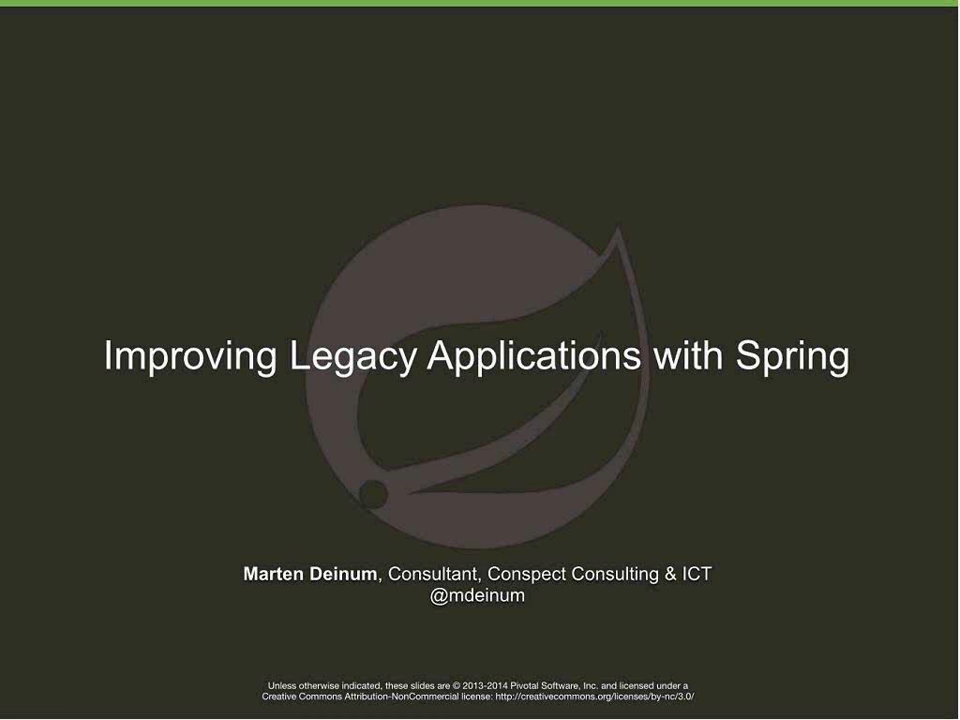 Improving Legacy Applications with Spring
Marten Deinum, Consultant, Conspect Consulting & ICT
@mdeinum
Unless otherwise indicated, these slides are © 2013-2014 Pivotal Software, Inc. and licensed under a
Creative Commons Attribution-NonCommercial license: http://creativecommons.org/licenses/by-nc/3.0/